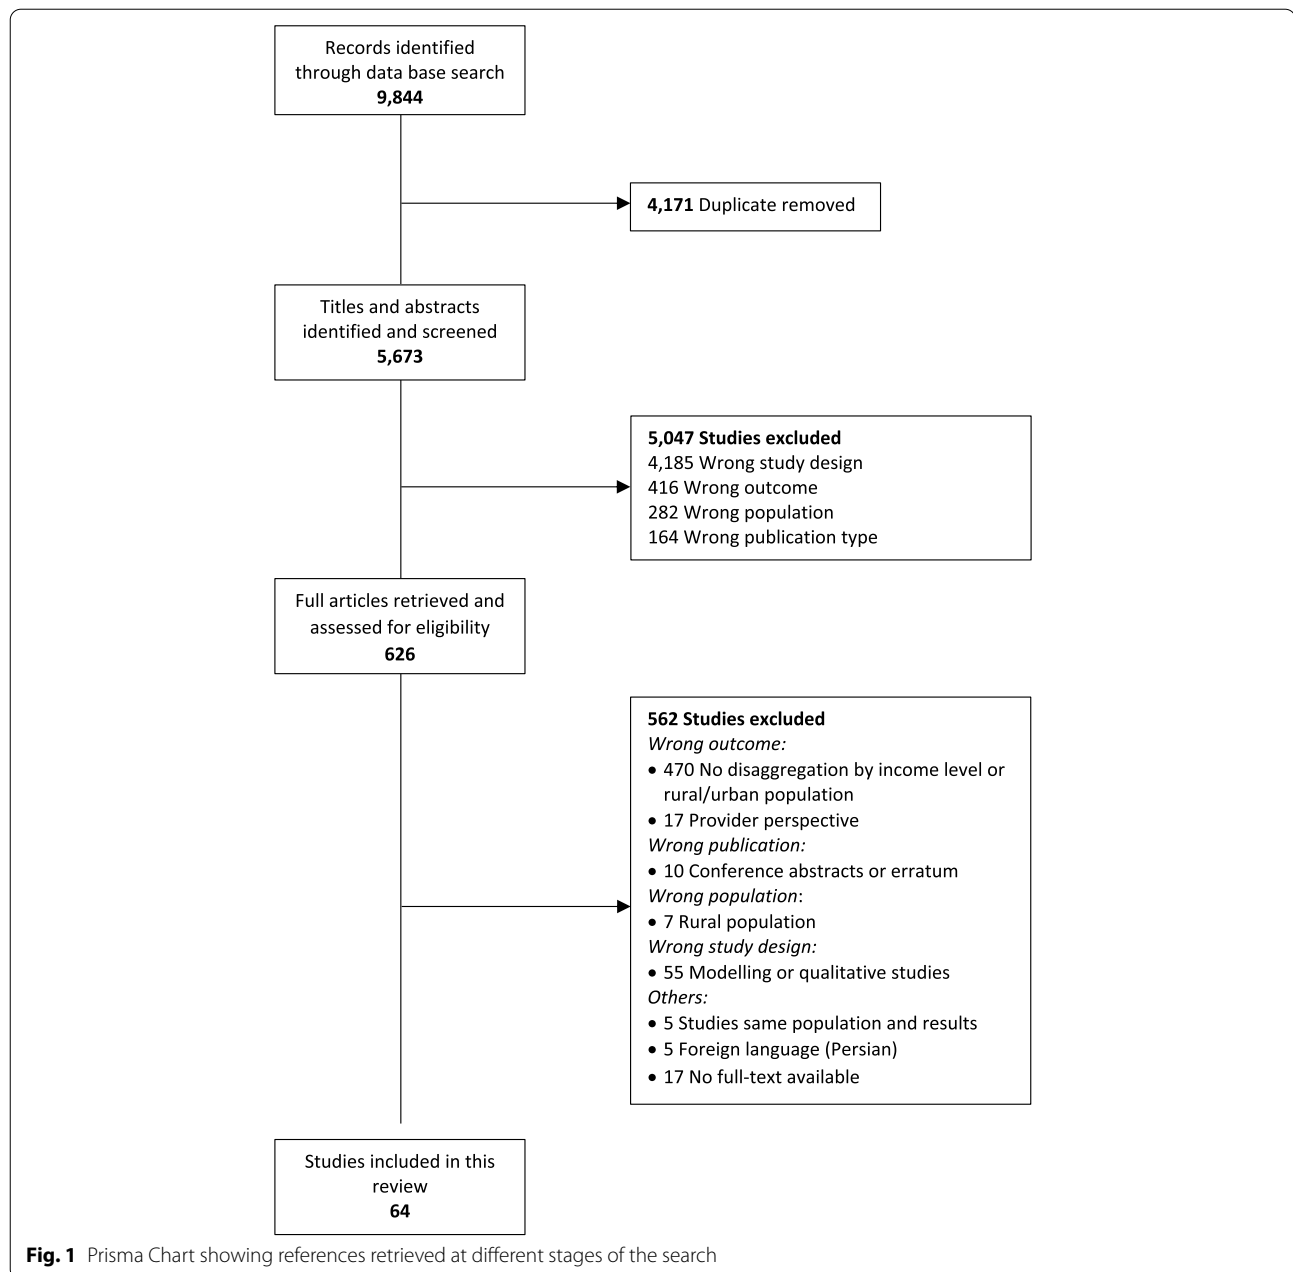 Records identified
through data base search
9,844
4,171 Duplicate removed
Titles and abstracts
identified and screened
5,673
5,047 Studies excluded
4,185 Wrong study design
416 Wrong outcome
282 Wrong population
164 Wrong publication type
Full articles retrieved and
assessed for eligibility
626
562 Studies excluded
Wrong outcome:
• 470 No disaggregation by income level or
rural/urban population
• 17 Provider perspective
Wrong publication:
• 10 Conference abstracts or erratum
Wrong population:
• 7 Rural population
Wrong study design:
• 55 Modelling or qualitative studies
Others:
• 5 Studies same population and results
• 5 Foreign language (Persian)
• 17 No full-text available
Studies included in this
review
64
Fig. 1 Prisma Chart showing references retrieved at different stages of the search